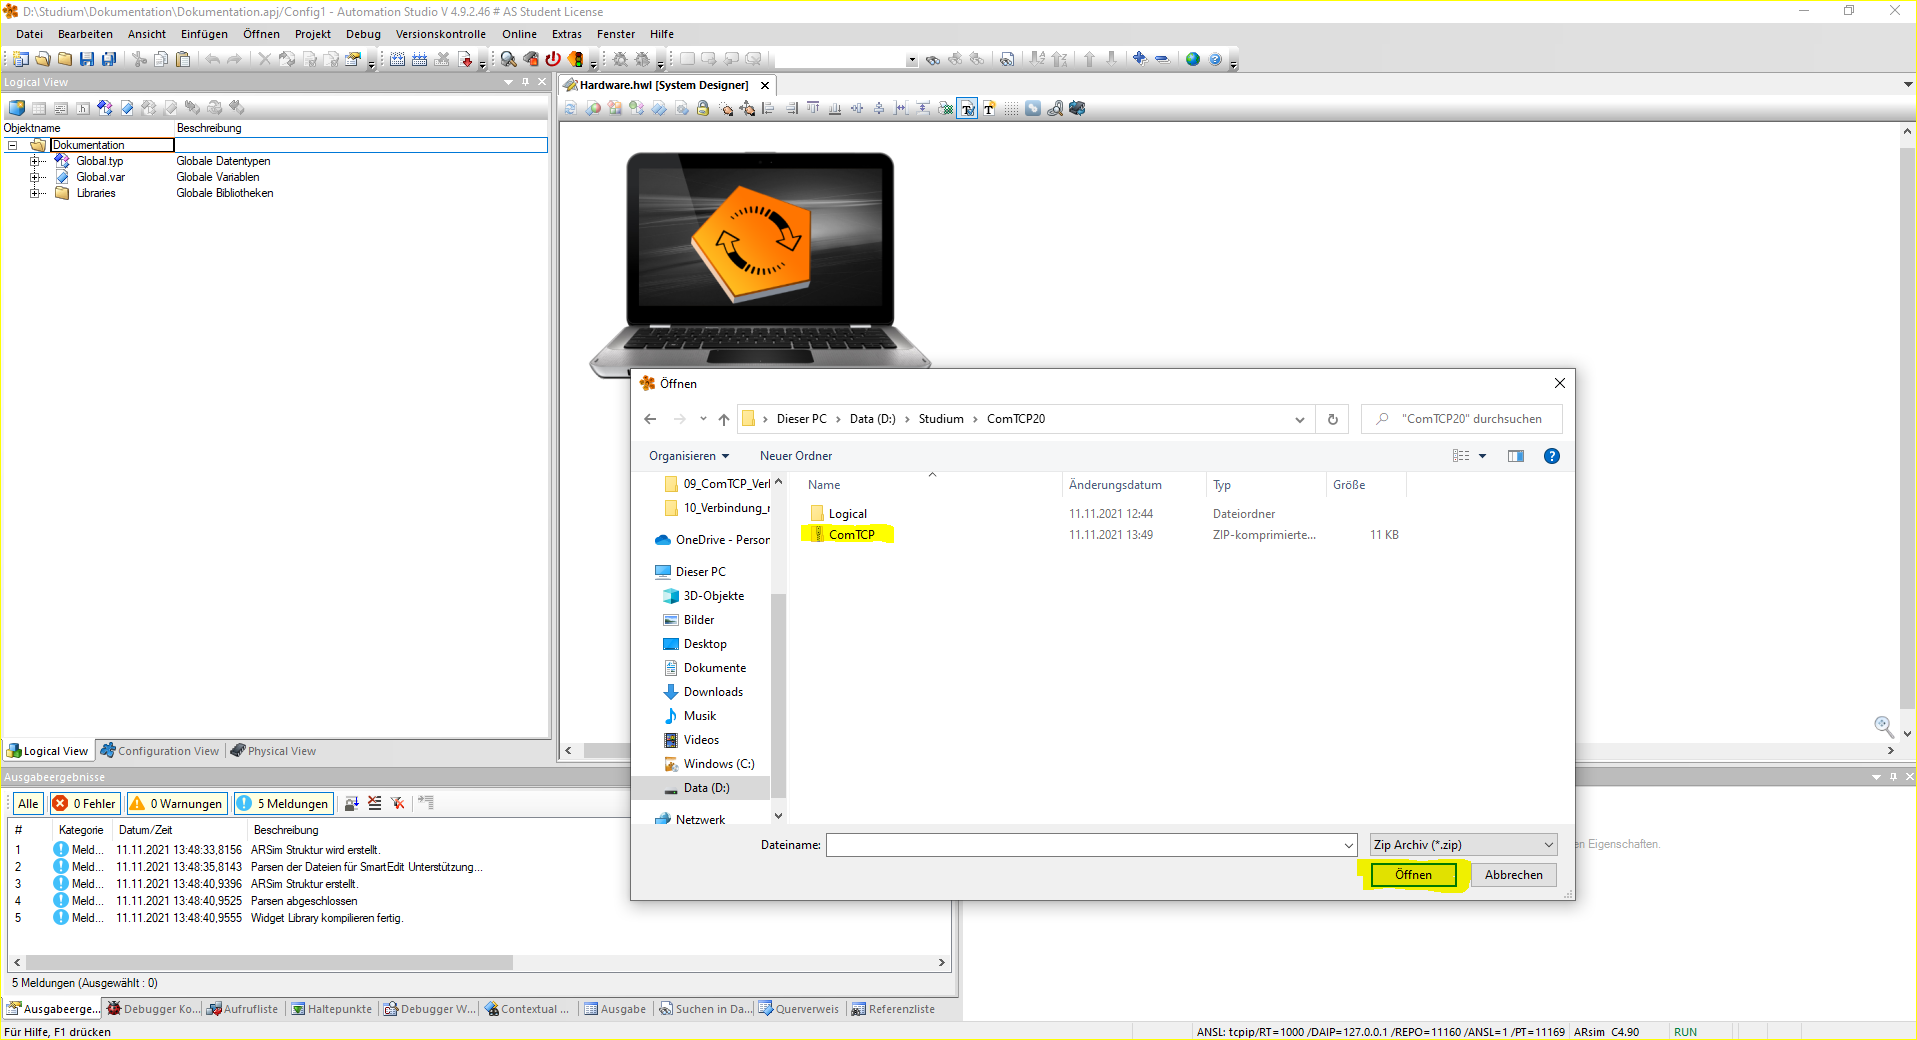 D:\Studium\Dokumentation\Dokumentation.apj/Config1 - Automation Studio V 4.9.2.46 # AS Student License
Datei Bearbeiten Ansicht Einfügen Öffnen Projekt Debug Versionskontrolle Online Extras Fenster Hilfe
Logical View
Hardware.hwl [System Designer]
Objektname Beschreibung
Dokumentation
Global.typ Globale Datentypen
Global.var Globale Variablen
Libraries Globale Bibliotheken
Öffnen
Dieser PC > Data (D:) > Studium > ComTCP20
"ComTCP20" durchsuchen
Organisieren Neuer Ordner
Name Änderungsdatum Typ Größe
09_ComTCP_Verl
10_Verbindung_r
OneDrive - Person
Dieser PC
3D-Objekte
Bilder
Desktop
Dokumente
Downloads
Musik
Videos
Windows (C:)
Data (D:)
Netzwerk
Logical 11.11.2021 12:44 Dateiordner
ComTCP 11.11.2021 13:49 ZIP-komprimierte... 11 KB
Dateiname:
Zip Archiv (*.zip)
Öffnen Abbrechen
en Eigenschaften.
Logical View Configuration View Physical View
Ausgabeergebnisse
Alle 0 Fehler 0 Warnungen 5 Meldungen
# Kategorie Datum/Zeit Beschreibung
1 Meld... 11.11.2021 13:48:33,8156 ARSim Struktur wird erstellt.
2 Meld... 11.11.2021 13:48:35,8143 Parsen der Dateien für SmartEdit Unterstützung...
3 Meld... 11.11.2021 13:48:40,9396 ARSim Struktur erstellt.
4 Meld... 11.11.2021 13:48:40,9525 Parsen abgeschlossen
5 Meld... 11.11.2021 13:48:40,9555 Widget Library kompilieren fertig.
5 Meldungen (Ausgewählt : 0)
Ausgabeerge... Debugger Ko... Aufrufliste Haltepunkte Debugger W... Contextual ... Ausgabe Suchen in Da... Querverweis Referenzliste
Für Hilfe, F1 drücken
ANSL: tcpip/RT=1000 /DAIP=127.0.0.1 /REPO=11160 /ANSL=1 /PT=11169 ARsim C4.90 RUN